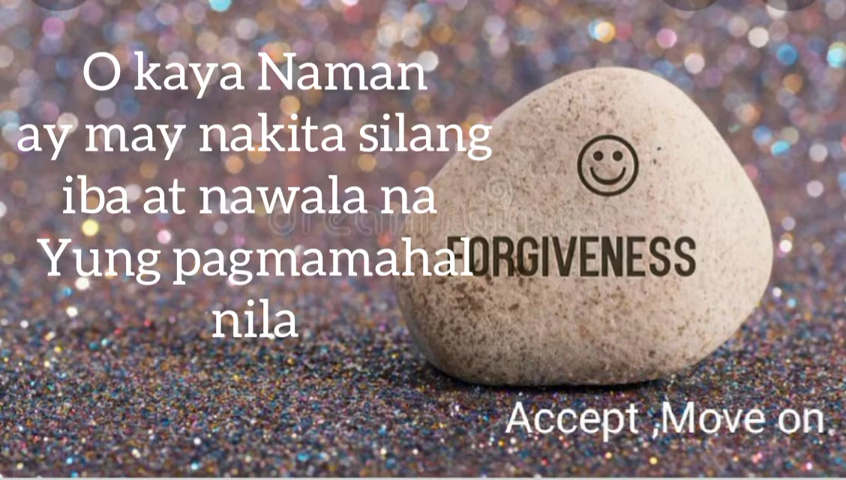 O kaya Naman
ay may nakita silang
iba at nawala na
Yung pagmamahal
nila
FORGIVENESS
Accept ,Move on.